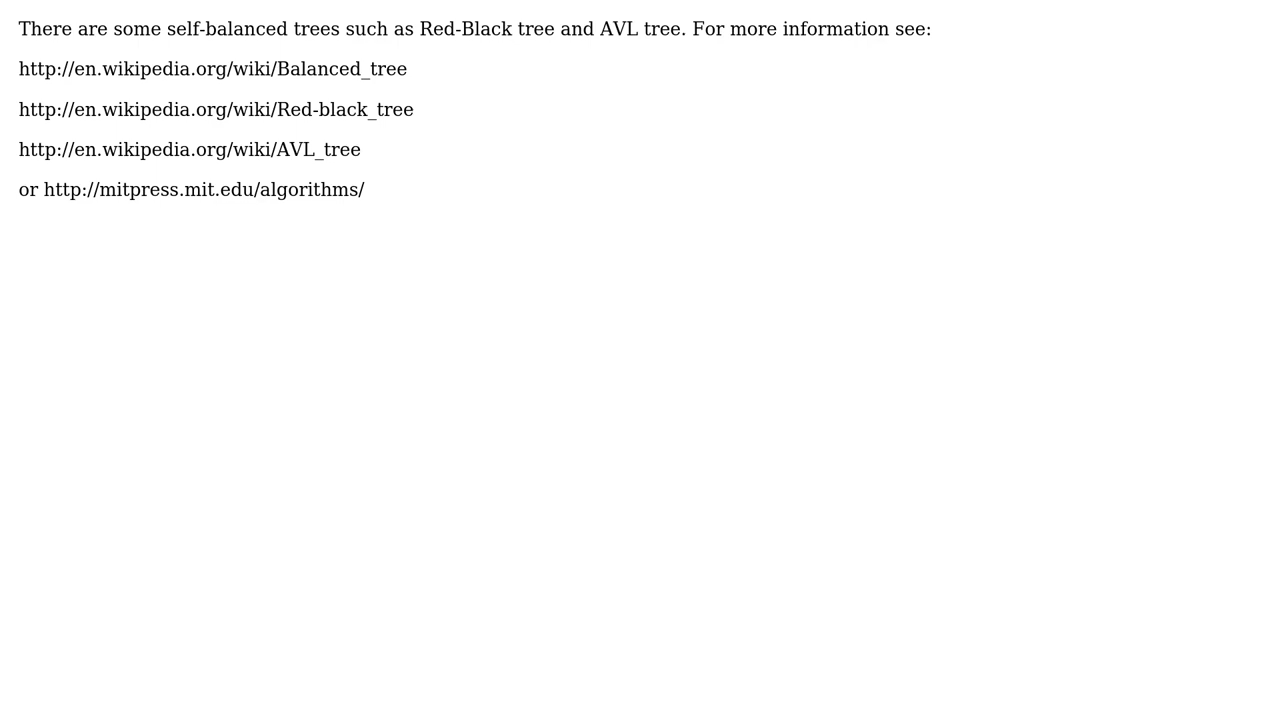 There are some self-balanced trees such as Red-Black tree and AVL tree. For more information see:
http://en.wikipedia.org/wiki/Balanced_tree
http://en.wikipedia.org/wiki/Red-black_tree
http://en.wikipedia.org/wiki/AVL_tree
or http://mitpress.mit.edu/algorithms/